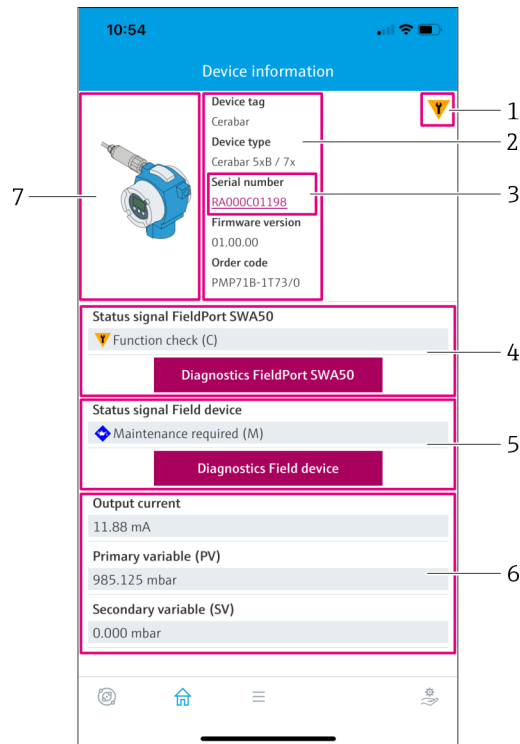 10:54
Device information
Device tag
Cerabar
Device type
Cerabar 5xB / 7x
Serial number
RA000C01198
Firmware version
01.00.00
Order code
PMP71B-1T73/0
1
2
3
7
Status signal FieldPort SWA50
Function check (C)
Diagnostics FieldPort SWA50
4
Status signal Field device
Maintenance required (M)
Diagnostics Field device
5
Output current
11.88 mA
Primary variable (PV)
985.125 mbar
Secondary variable (SV)
0.000 mbar
6